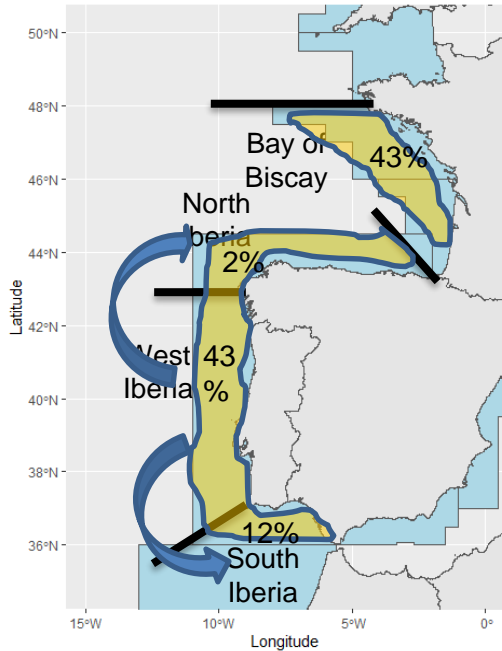 50°N
48°N
46°N
44°N
42°N
40°N
38°N
36°N
Latitude
Bay of
Biscay
43%
North
Iberia
2%
West
Iberia
43
%
12%
South
Iberia
15°W
10°W
5°W
0°
Longitude